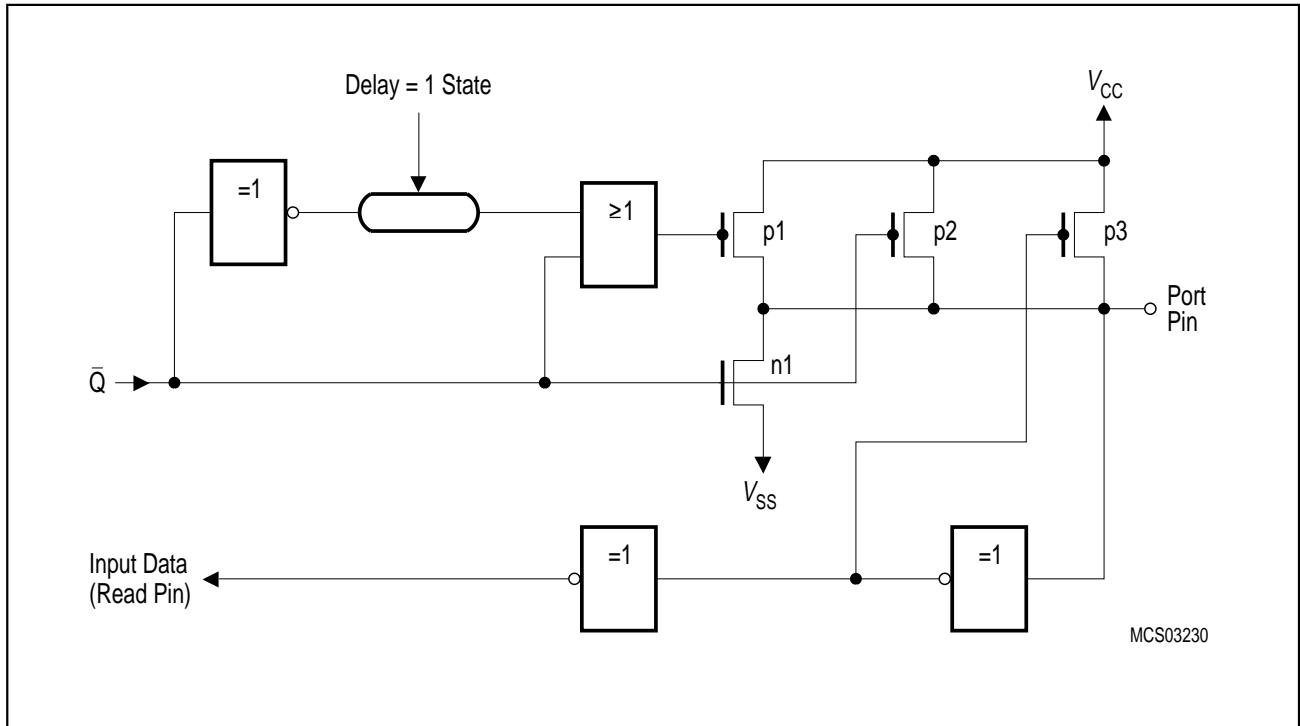 Delay = 1 State
V_CC
=1
≥1
p1
p2
p3
Port
Pin
n1
Q̄
V_SS
Input Data
(Read Pin)
=1
=1
MCS03230